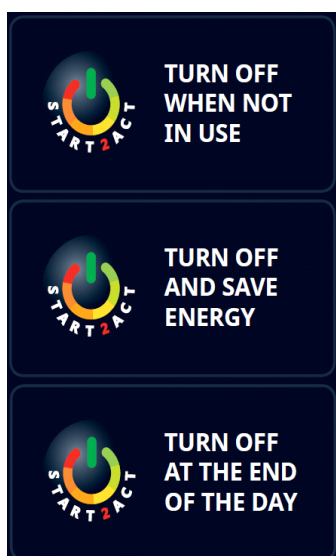 START2ACT
TURN OFF
WHEN NOT
IN USE
START2ACT
TURN OFF
AND SAVE
ENERGY
START2ACT
TURN OFF
AT THE END
OF THE DAY